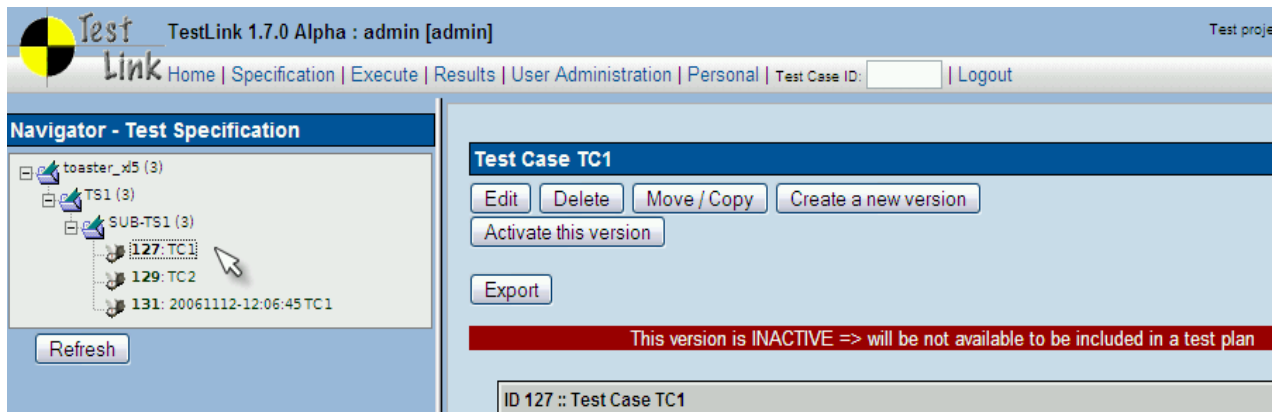 Test Link
TestLink 1.7.0 Alpha : admin [admin]
Test proje
Home | Specification | Execute | Results | User Administration | Personal | Test Case ID: | Logout
Navigator - Test Specification
toaster_xl5 (3)
TS1 (3)
SUB-TS1 (3)
127: TC1
129: TC2
131: 20061112-12:06:45 TC1
Refresh
Test Case TC1
Edit Delete Move / Copy Create a new version
Activate this version
Export
This version is INACTIVE => will be not available to be included in a test plan
ID 127 :: Test Case TC1